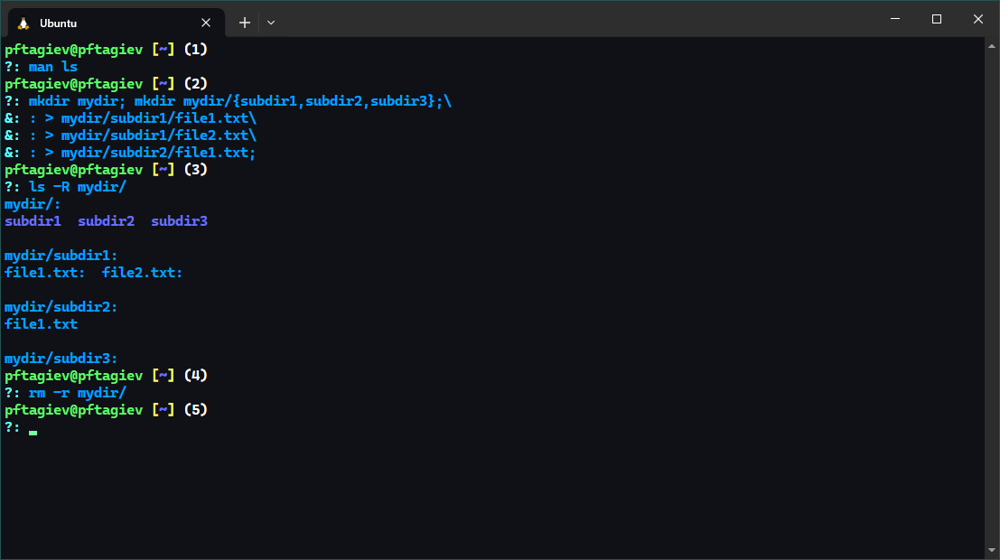 Ubuntu
pftagiev@pftagiev [~] (1)
?: man ls
pftagiev@pftagiev [~] (2)
?: mkdir mydir; mkdir mydir/{subdir1,subdir2,subdir3};\
&: : > mydir/subdir1/file1.txt\
&: : > mydir/subdir1/file2.txt\
&: : > mydir/subdir2/file1.txt;
pftagiev@pftagiev [~] (3)
?: ls -R mydir/
mydir/:
subdir1  subdir2  subdir3

mydir/subdir1:
file1.txt:  file2.txt:

mydir/subdir2:
file1.txt

mydir/subdir3:
pftagiev@pftagiev [~] (4)
?: rm -r mydir/
pftagiev@pftagiev [~] (5)
?: